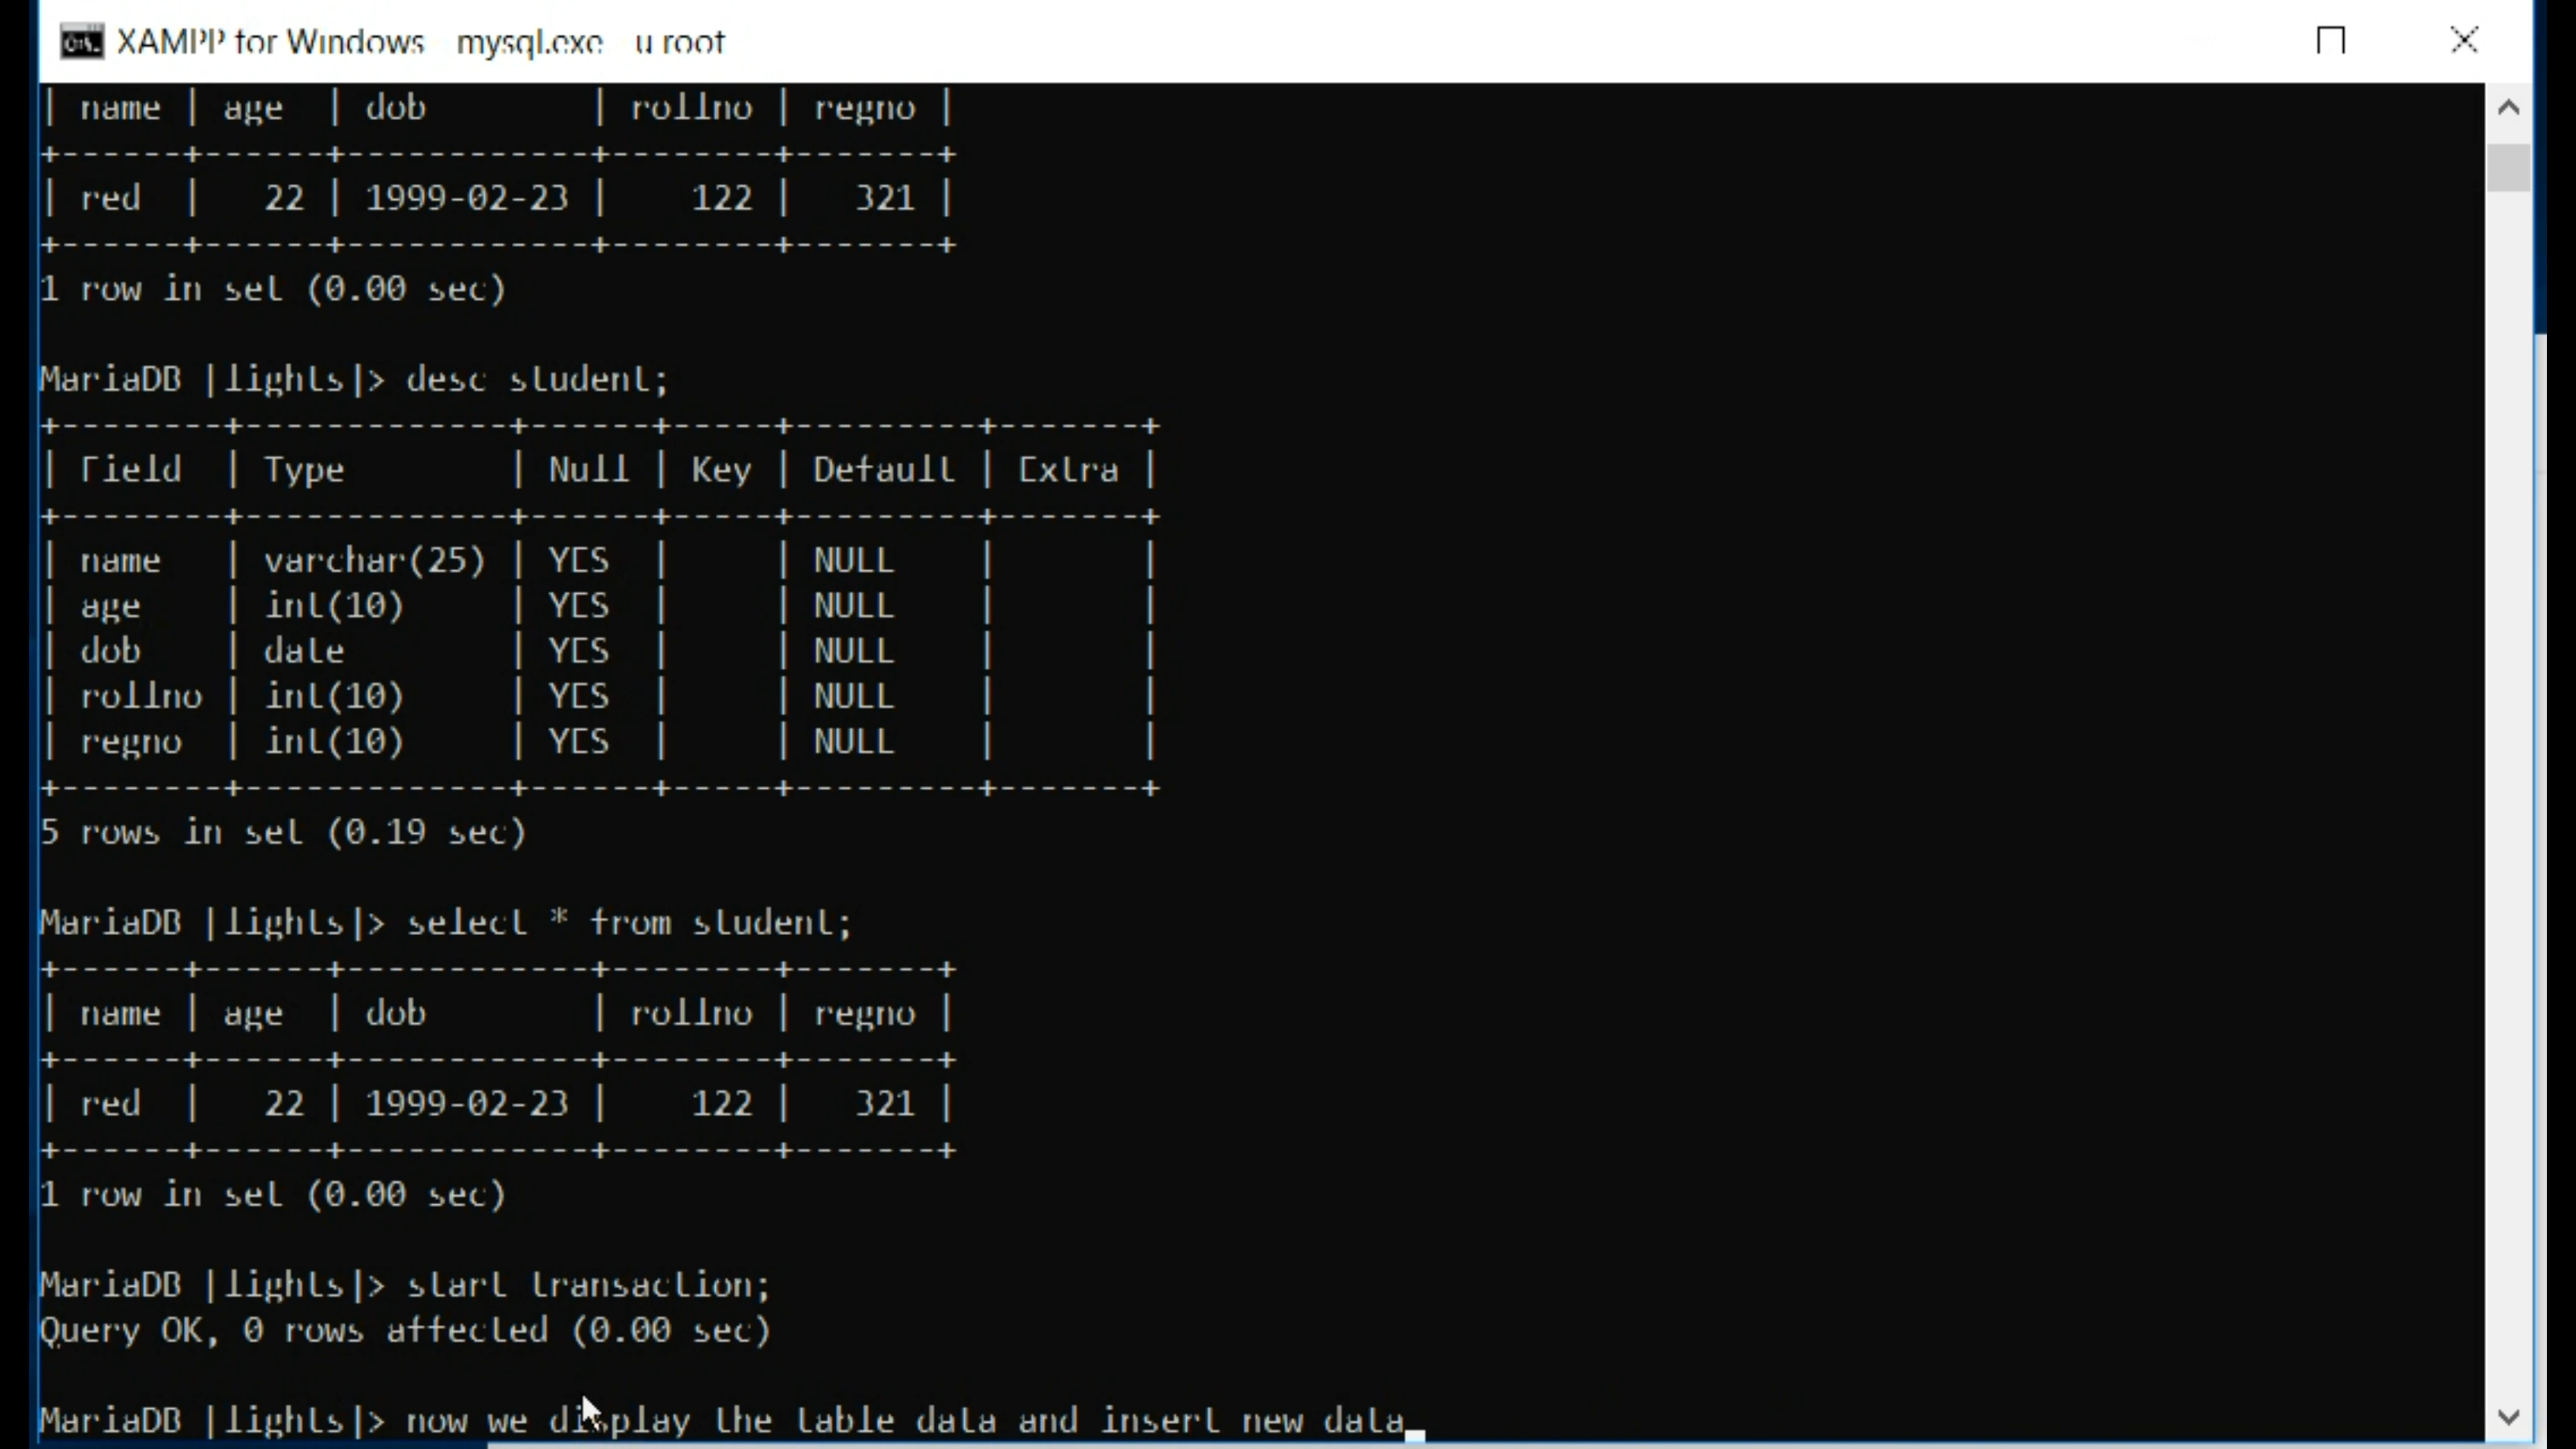 XAMPP for Windows - mysql.exe -u root
| name | age  | dob        | rollno | regno |
+------+------+------------+--------+-------+
| red  |   22 | 1999-02-23 |    122 |   321 |
+------+------+------------+--------+-------+
1 row in set (0.00 sec)
MariaDB [lights]> desc student;
+--------+-------------+------+-----+---------+-------+
| Field  | Type        | Null | Key | Default | Extra |
+--------+-------------+------+-----+---------+-------+
| name   | varchar(25) | YES  |     | NULL    |       |
| age    | int(10)     | YES  |     | NULL    |       |
| dob    | date        | YES  |     | NULL    |       |
| rollno | int(10)     | YES  |     | NULL    |       |
| regno  | int(10)     | YES  |     | NULL    |       |
+--------+-------------+------+-----+---------+-------+
5 rows in set (0.19 sec)
MariaDB [lights]> select * from student;
+------+------+------------+--------+-------+
| name | age  | dob        | rollno | regno |
+------+------+------------+--------+-------+
| red  |   22 | 1999-02-23 |    122 |   321 |
+------+------+------------+--------+-------+
1 row in set (0.00 sec)
MariaDB [lights]> start transaction;
Query OK, 0 rows affected (0.00 sec)
MariaDB [lights]> now we display the table data and insert new data